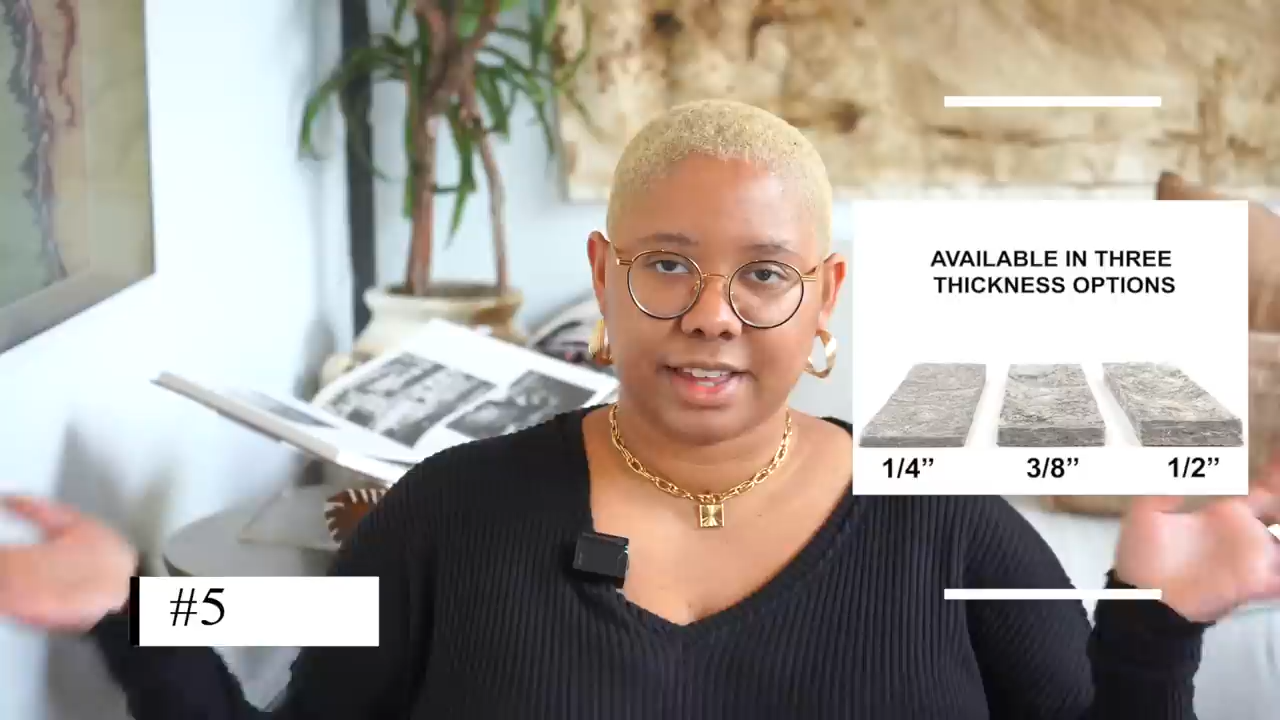 AVAILABLE IN THREE
THICKNESS OPTIONS
1/4” 3/8” 1/2”
#5